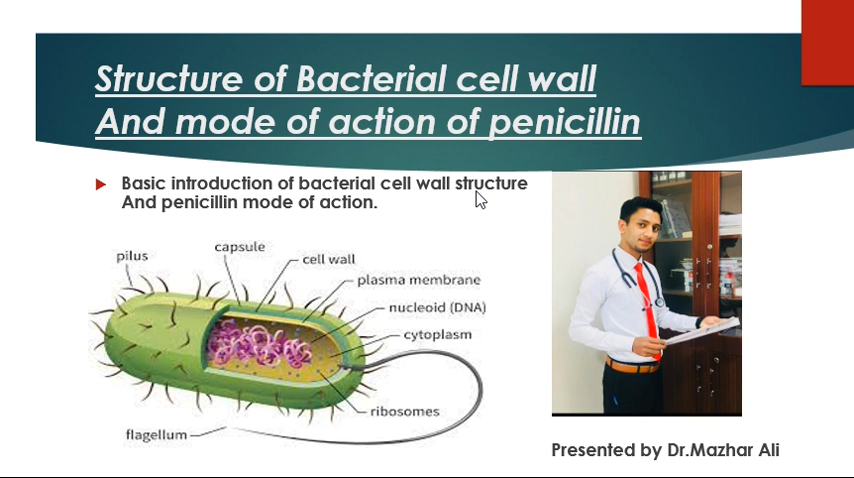 Structure of Bacterial cell wall
And mode of action of penicillin
Basic introduction of bacterial cell wall structure
And penicillin mode of action.
pilus
capsule
cell wall
plasma membrane
nucleoid (DNA)
cytoplasm
ribosomes
flagellum
Presented by Dr.Mazhar Ali